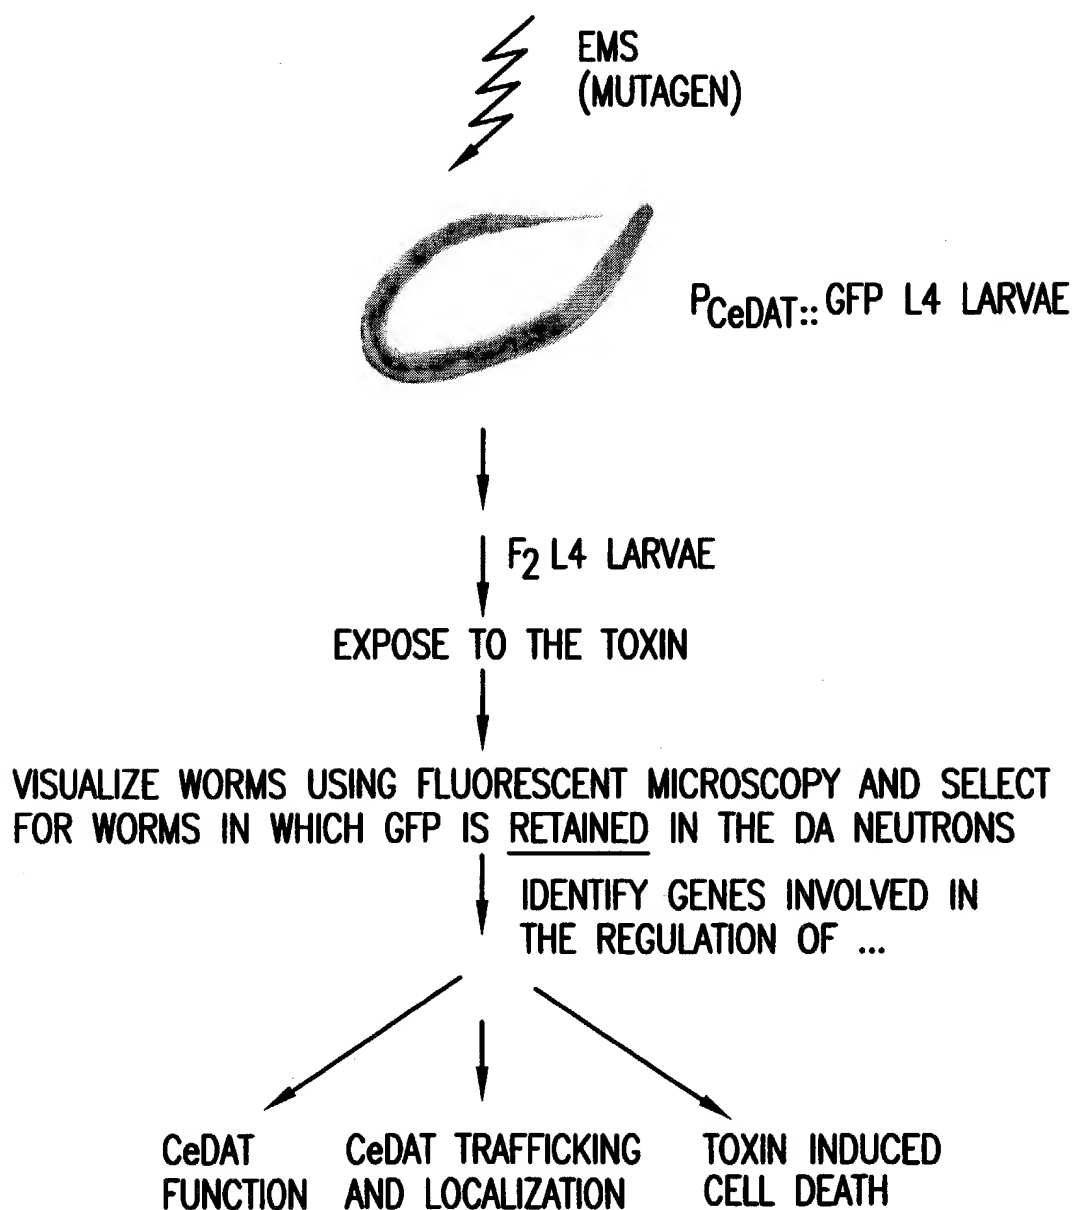 EMS
(MUTAGEN)
PCeDAT:: GFP L4 LARVAE
F2 L4 LARVAE
EXPOSE TO THE TOXIN
VISUALIZE WORMS USING FLUORESCENT MICROSCOPY AND SELECT
FOR WORMS IN WHICH GFP IS RETAINED IN THE DA NEUTRONS
IDENTIFY GENES INVOLVED IN
THE REGULATION OF ...
CeDAT
FUNCTION
CeDAT TRAFFICKING
AND LOCALIZATION
TOXIN INDUCED
CELL DEATH